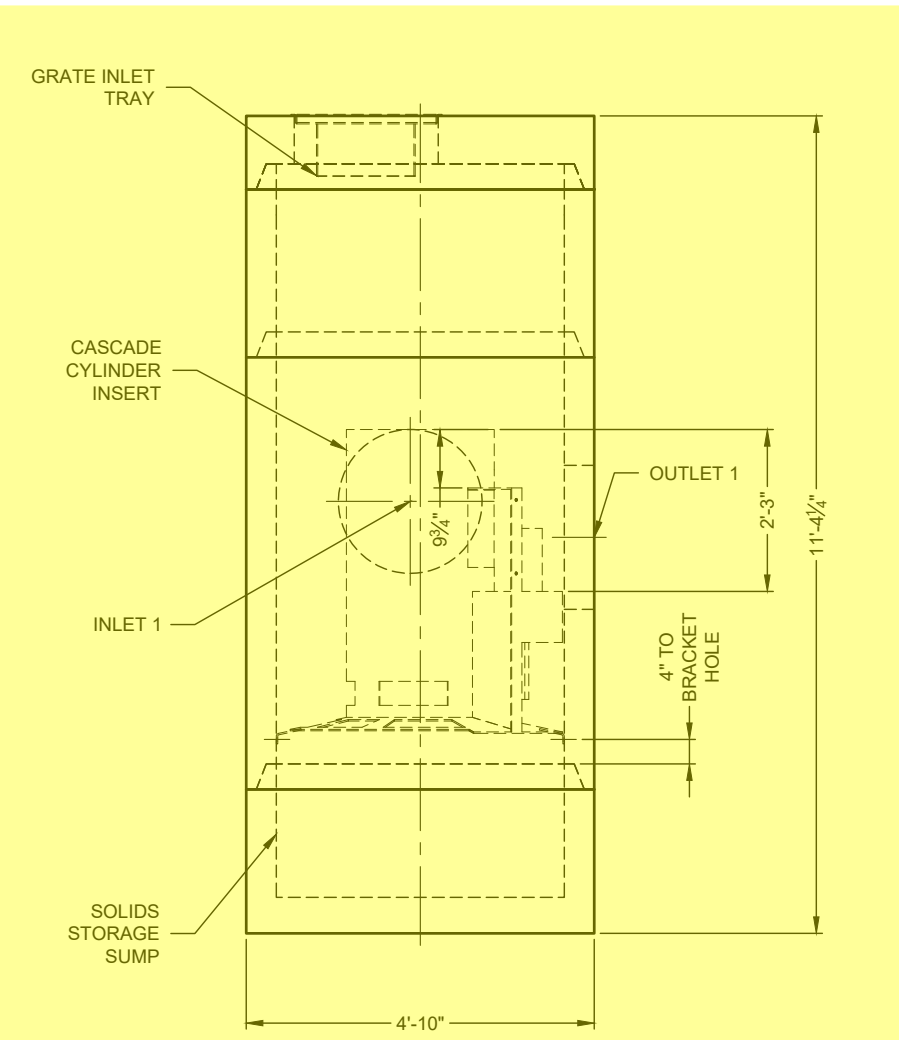 GRATE INLET
TRAY
CASCADE
CYLINDER
INSERT
OUTLET 1
9¾"
2'-3"
11'-4¼"
INLET 1
4" TO
BRACKET
HOLE
SOLIDS
STORAGE
SUMP
4'-10"